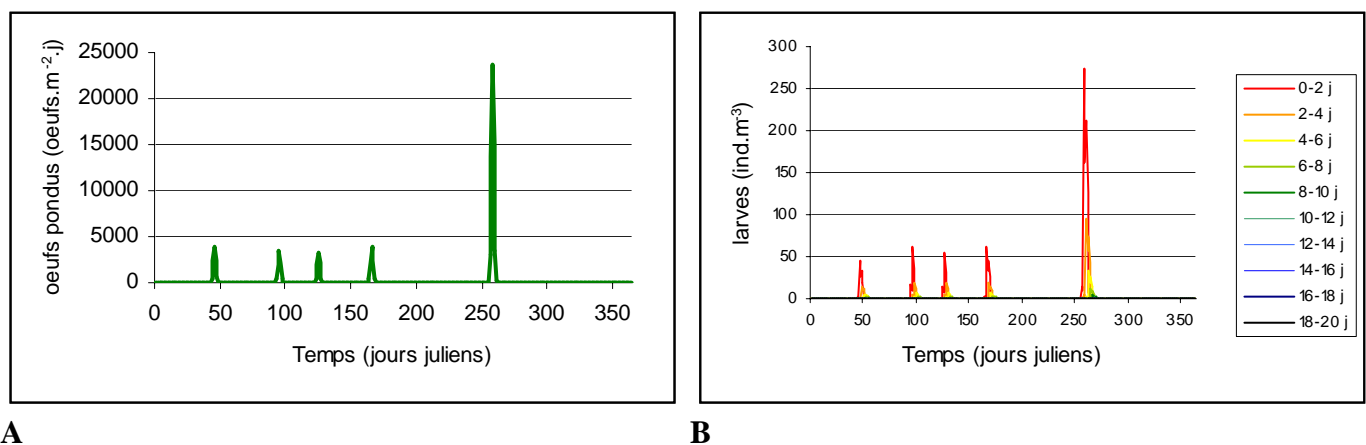 oeufs pondus (oeufs.m-2.j)
25000
20000
15000
10000
5000
0
0 50 100 150 200 250 300 350
Temps (jours juliens)
A
larves (ind.m-3)
300
250
200
150
100
50
0
0 50 100 150 200 250 300 350
Temps (jours juliens)
0-2 j
2-4 j
4-6 j
6-8 j
8-10 j
10-12 j
12-14 j
14-16 j
16-18 j
18-20 j
B